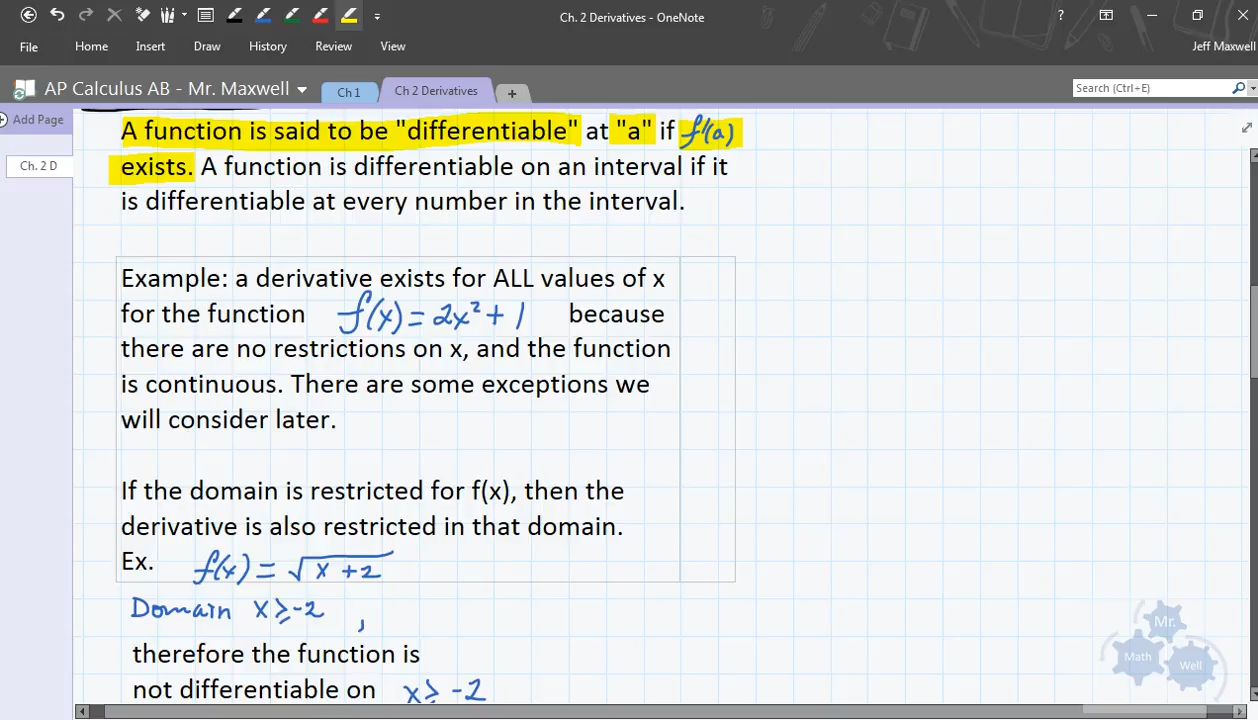 Ch. 2 Derivatives - OneNote
?
File
Home
Insert
Draw
History
Review
View
Jeff Maxwell
AP Calculus AB - Mr. Maxwell
Ch 1
Ch 2 Derivatives
+
Search (Ctrl+E)
Add Page
Ch. 2 D
A function is said to be "differentiable" at "a" if f'(a)
exists. A function is differentiable on an interval if it
is differentiable at every number in the interval.
Example: a derivative exists for ALL values of x
for the function f(x) = 2x² + 1 because
there are no restrictions on x, and the function
is continuous. There are some exceptions we
will consider later.
If the domain is restricted for f(x), then the
derivative is also restricted in that domain.
Ex. f(x) = √x + 2
Domain x ≥ -2 ,
therefore the function is
not differentiable on x ≥ -2
Mr.
Math
Well